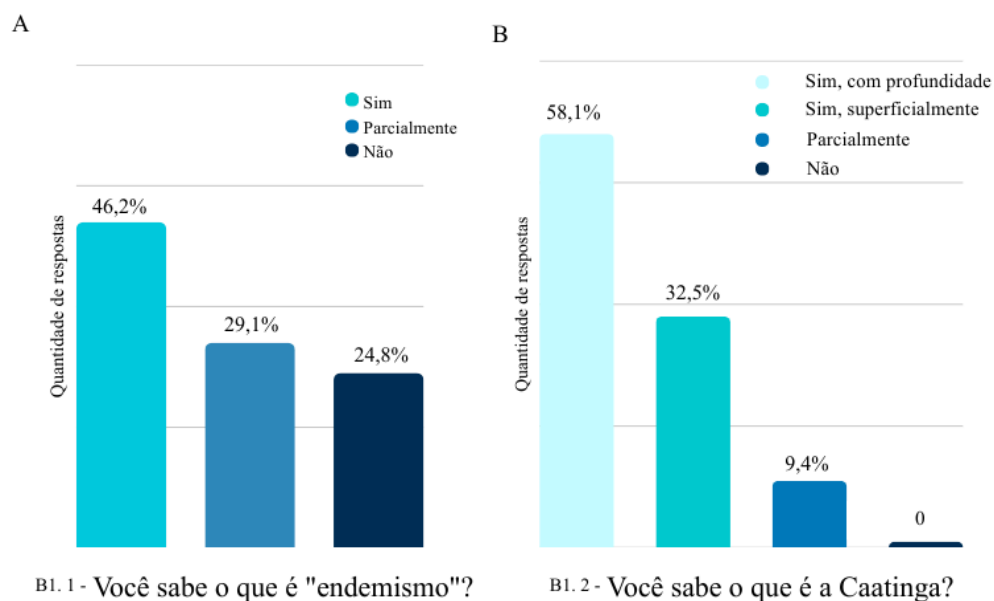 A
Sim
Parcialmente
Não
46,2%
29,1%
24,8%
Quantidade de respostas
B1. 1 - Você sabe o que é "endemismo"?
B
Sim, com profundidade
Sim, superficialmente
Parcialmente
Não
58,1%
32,5%
9,4%
0
Quantidade de respostas
B1. 2 - Você sabe o que é a Caatinga?